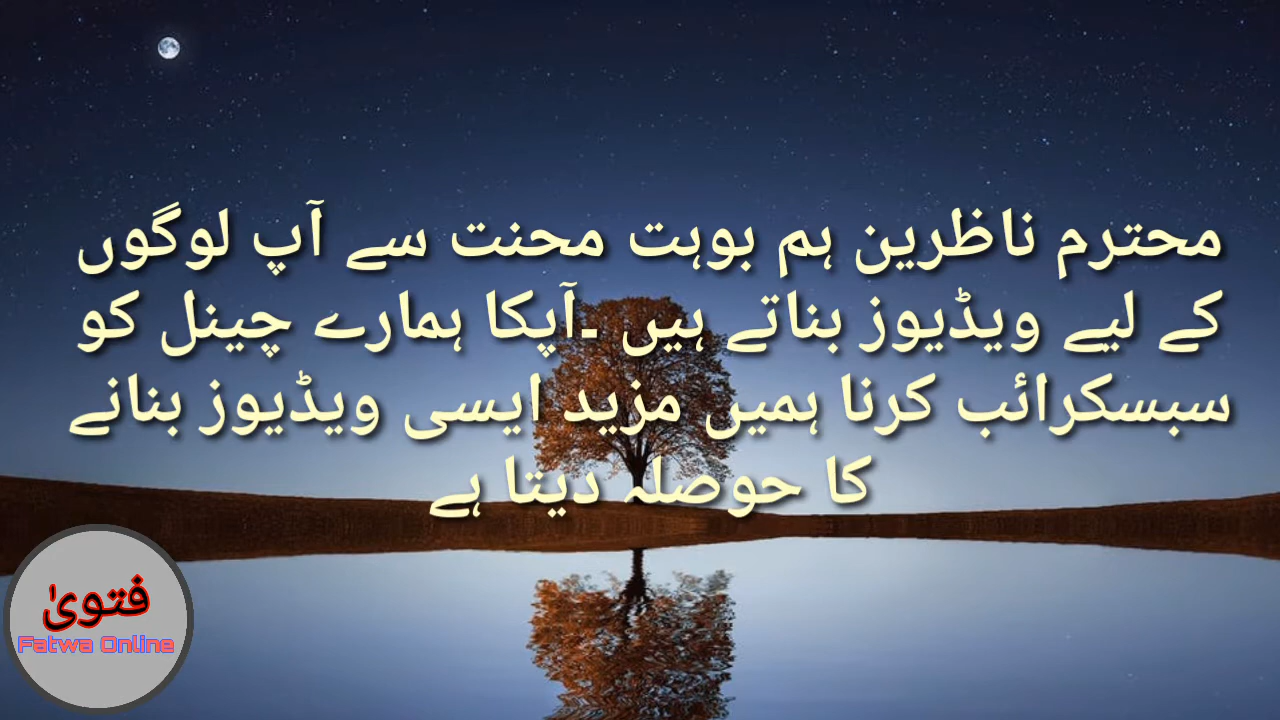 محترم ناظرین ہم بوہت محنت سے آپ لوگوں
کے لیے ویڈیوز بناتے ہیں ۔آپکا ہمارے چینل کو
سبسکرائب کرنا ہمیں مزید ایسی ویڈیوز بنانے
کا حوصلہ دیتا ہے
فتویٰ
Fatwa Online